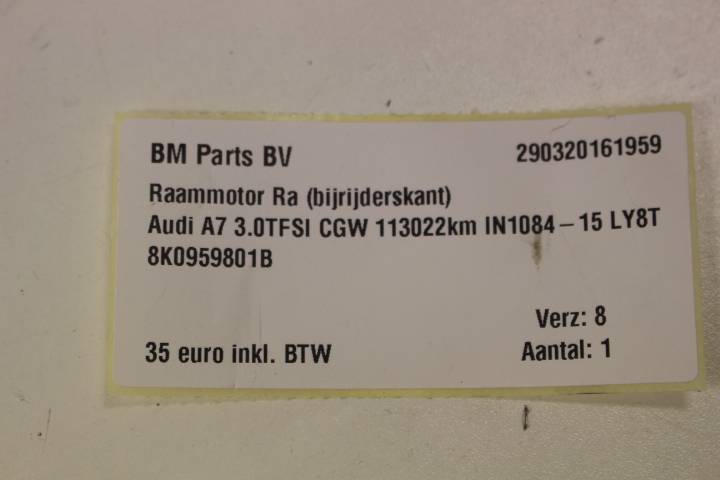 BM Parts BV 290320161959
Raammotor Ra (bijrijderskant)
Audi A7 3.0TFSI CGW 113022km IN1084-15 LY8T
8K0959801B
Verz: 8
35 euro inkl. BTW Aantal: 1